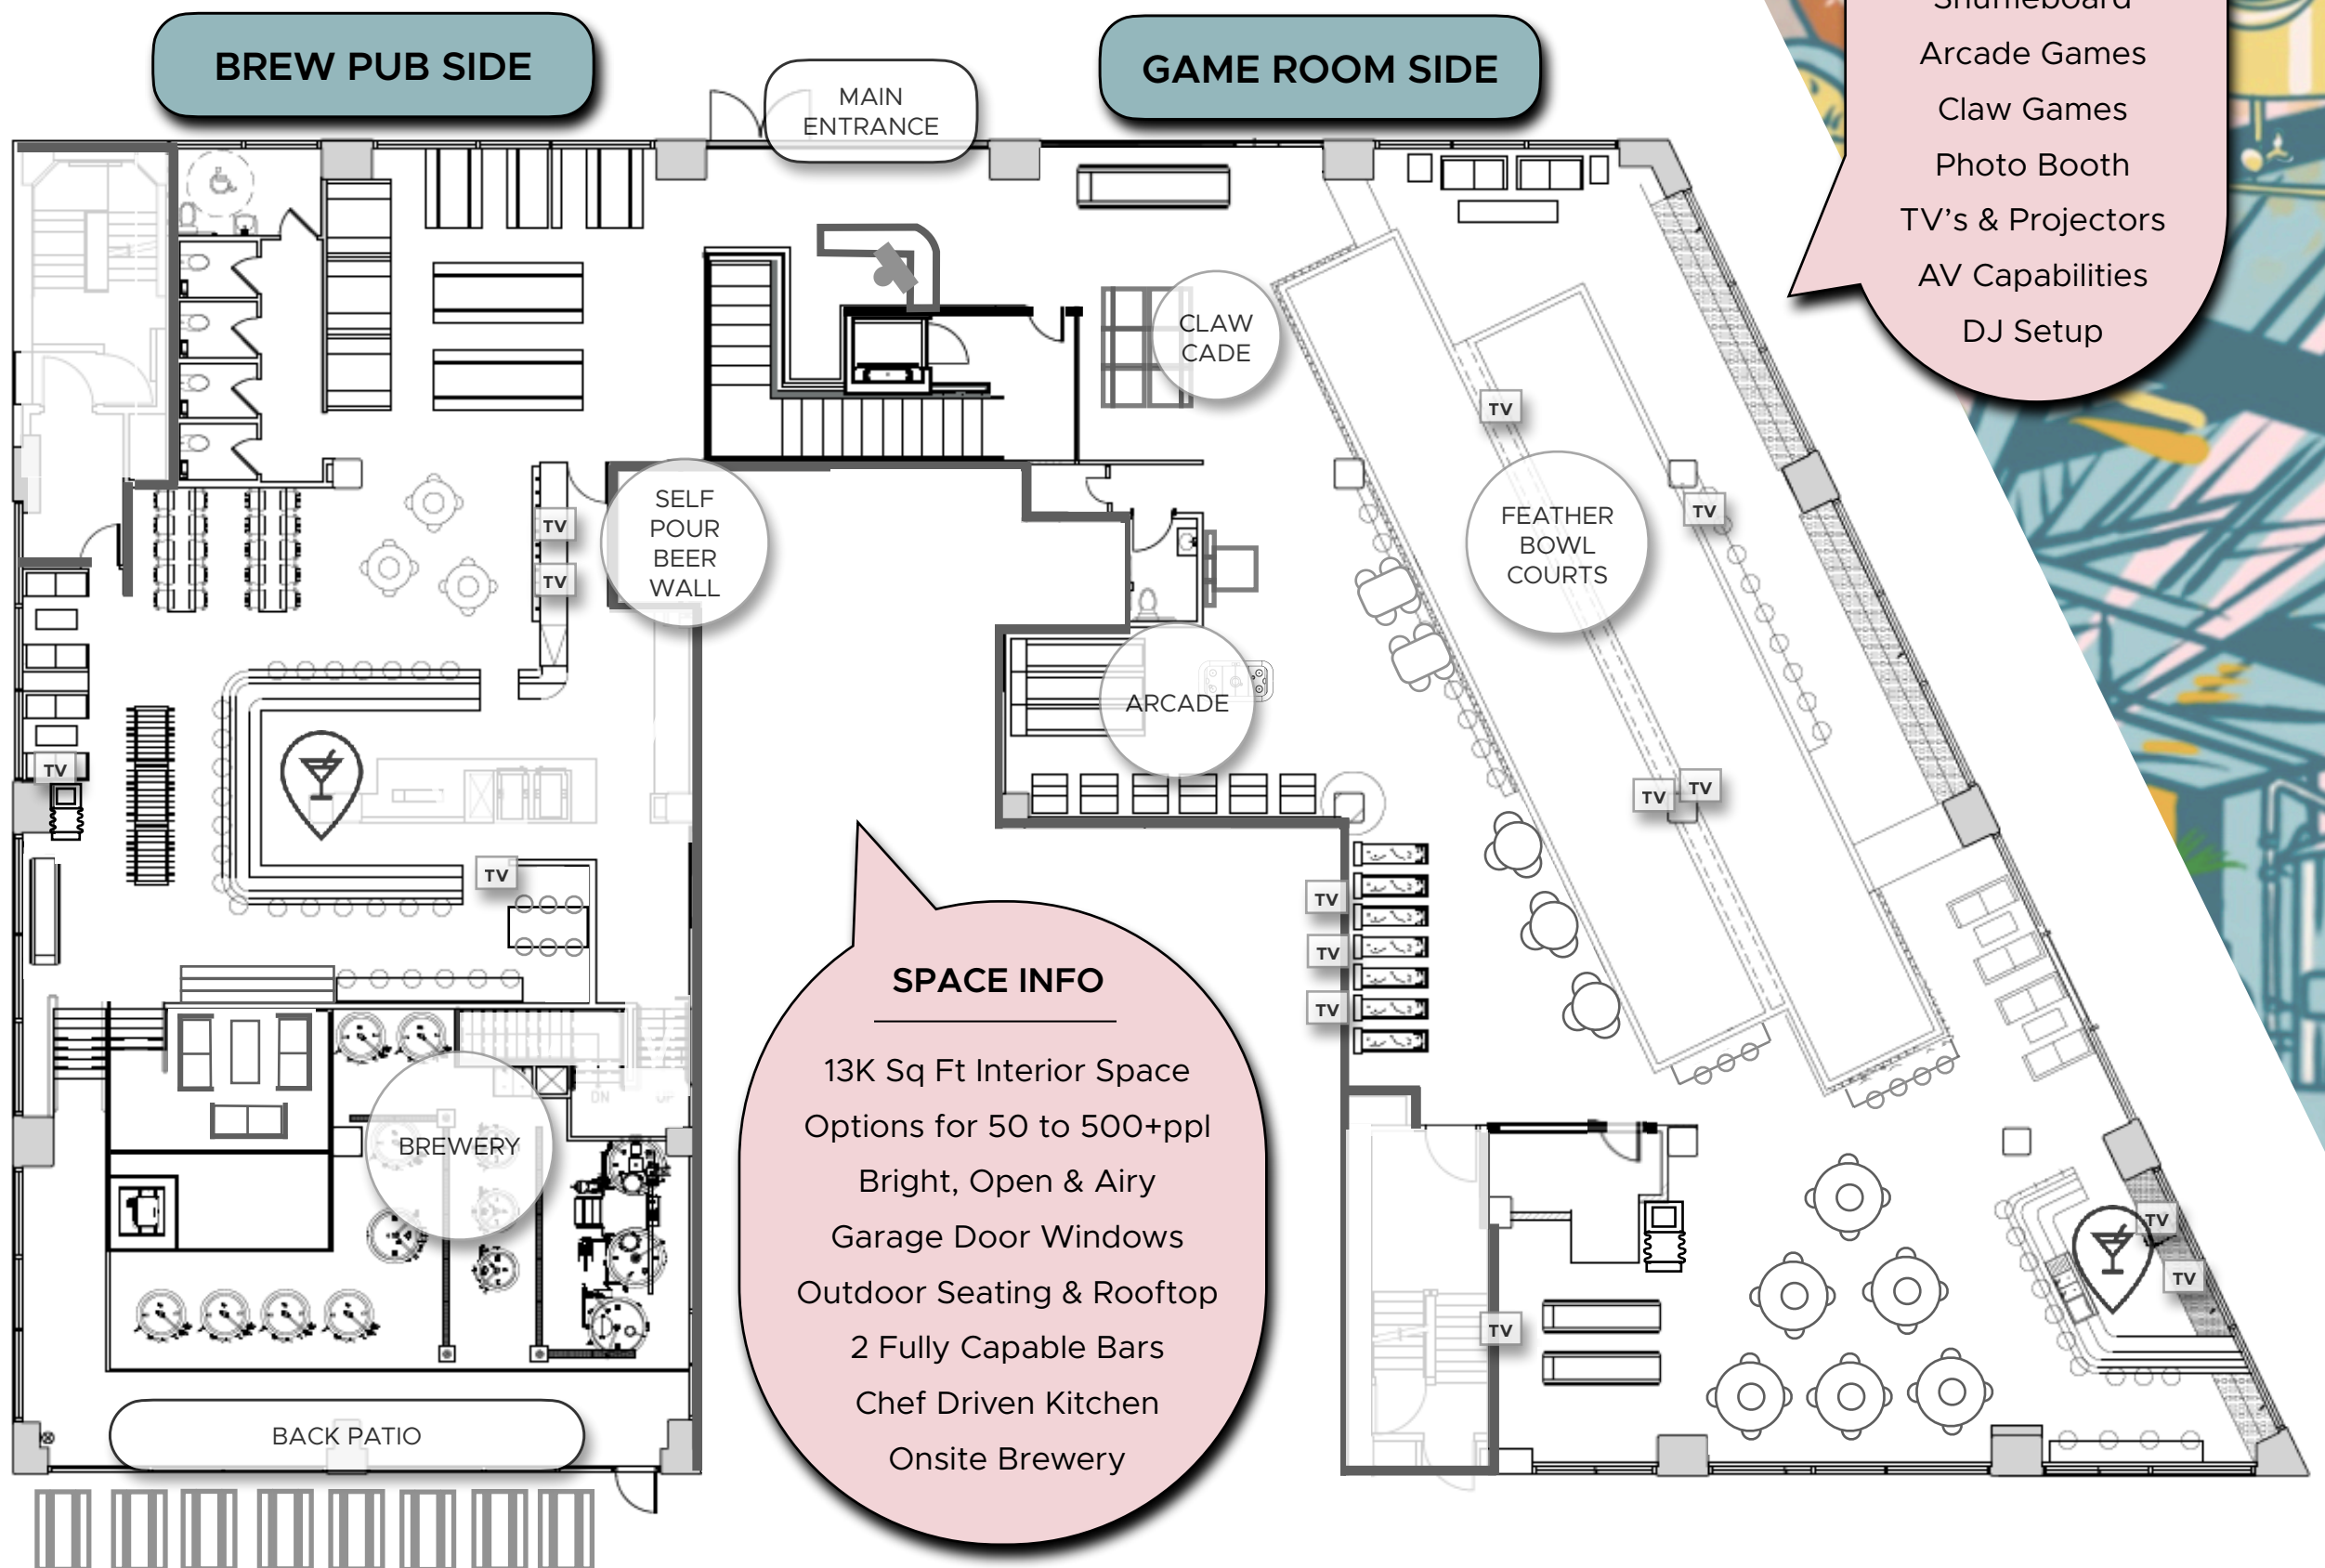 BREW PUB SIDE
MAIN
ENTRANCE
GAME ROOM SIDE
Shuffleboard
Arcade Games
Claw Games
Photo Booth
TV's & Projectors
AV Capabilities
DJ Setup
CLAW
CADE
TV
SELF
POUR
BEER
WALL
TV
TV
FEATHER
BOWL
COURTS
TV
ARCADE
TV
TV
TV
TV
TV
TV
TV
SPACE INFO
13K Sq Ft Interior Space
Options for 50 to 500+ppl
Bright, Open & Airy
Garage Door Windows
Outdoor Seating & Rooftop
2 Fully Capable Bars
Chef Driven Kitchen
Onsite Brewery
DN
UP
BREWERY
TV
TV
TV
BACK PATIO